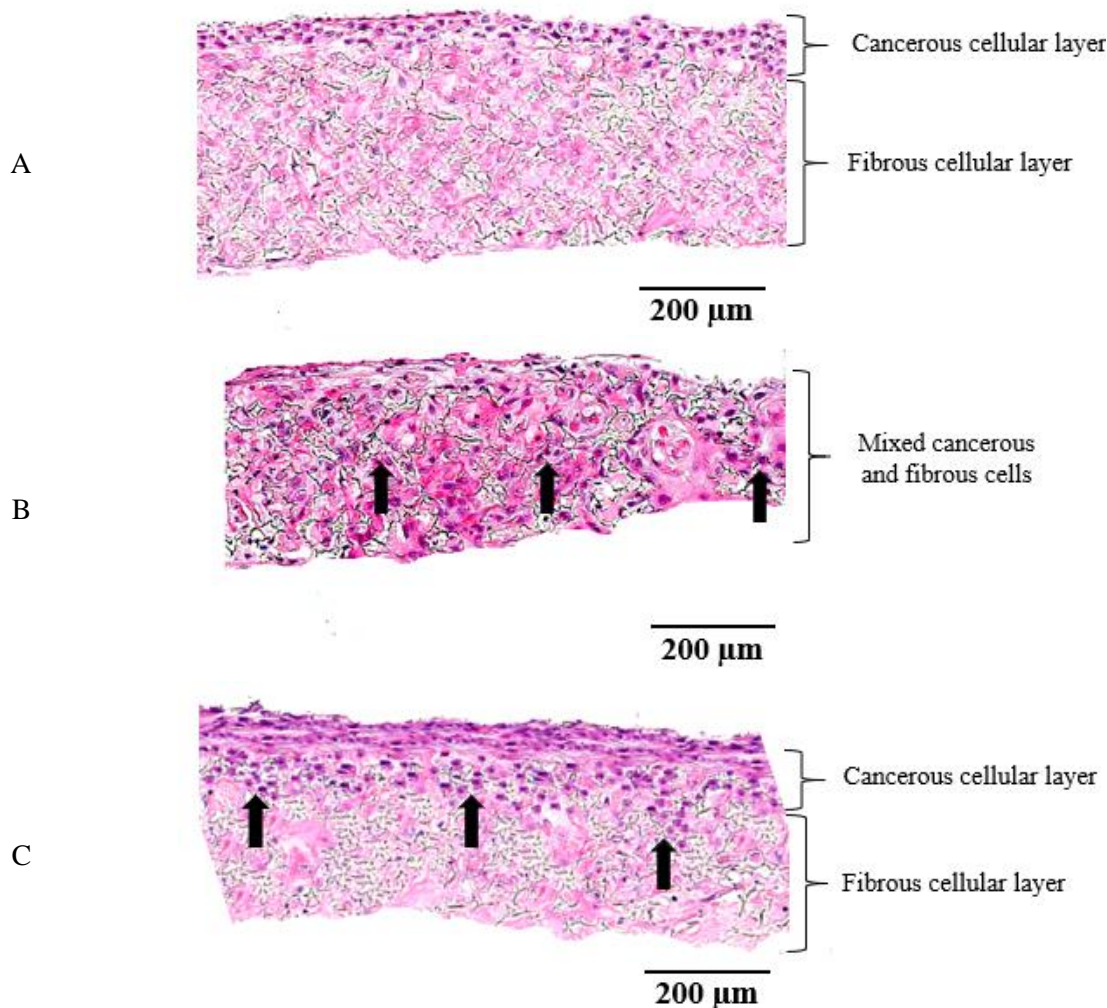 Cancerous cellular layer
A
Fibrous cellular layer
200 μm
Mixed cancerous
and fibrous cells
B
200 μm
Cancerous cellular layer
C
Fibrous cellular layer
200 μm